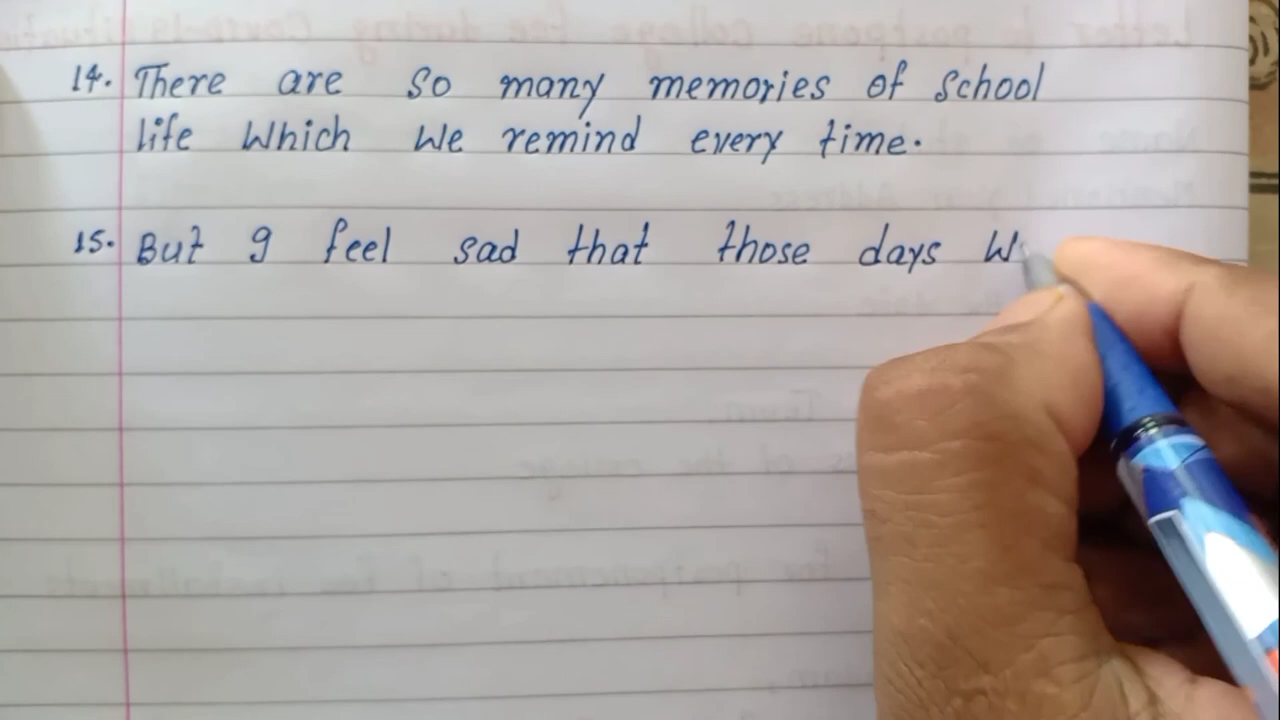 14. There are so many memories of school
life which we remind every time.
15. But I feel sad that those days w